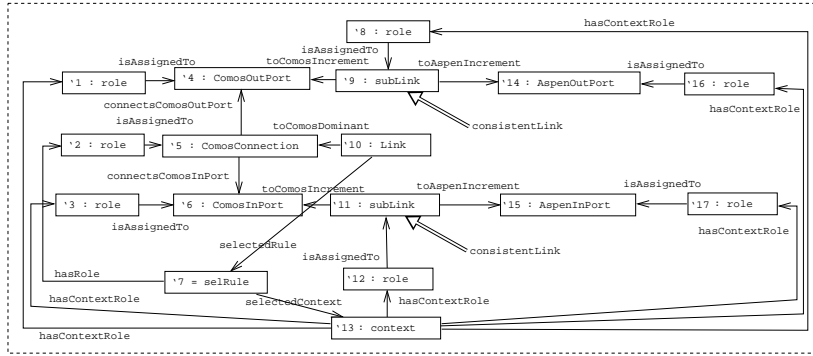 hasContextRole
‘8 : role
isAssignedTo
isAssignedTo
toComosIncrement
toAspenIncrement
isAssignedTo
‘1 : role
‘4 : ComosOutPort
‘9 : subLink
‘14 : AspenOutPort
‘16 : role
connectsComosOutPort
hasContextRole
isAssignedTo
toComosDominant
consistentLink
‘2 : role
‘5 : ComosConnection
‘10 : Link
connectsComosInPort
toComosIncrement
toAspenIncrement
isAssignedTo
‘3 : role
‘6 : ComosInPort
‘11 : subLink
‘15 : AspenInPort
‘17 : role
isAssignedTo
hasContextRole
selectedRule
consistentLink
isAssignedTo
hasRole
‘7 = selRule
‘12 : role
hasContextRole
selectedContext
hasContextRole
‘13 : context
hasContextRole